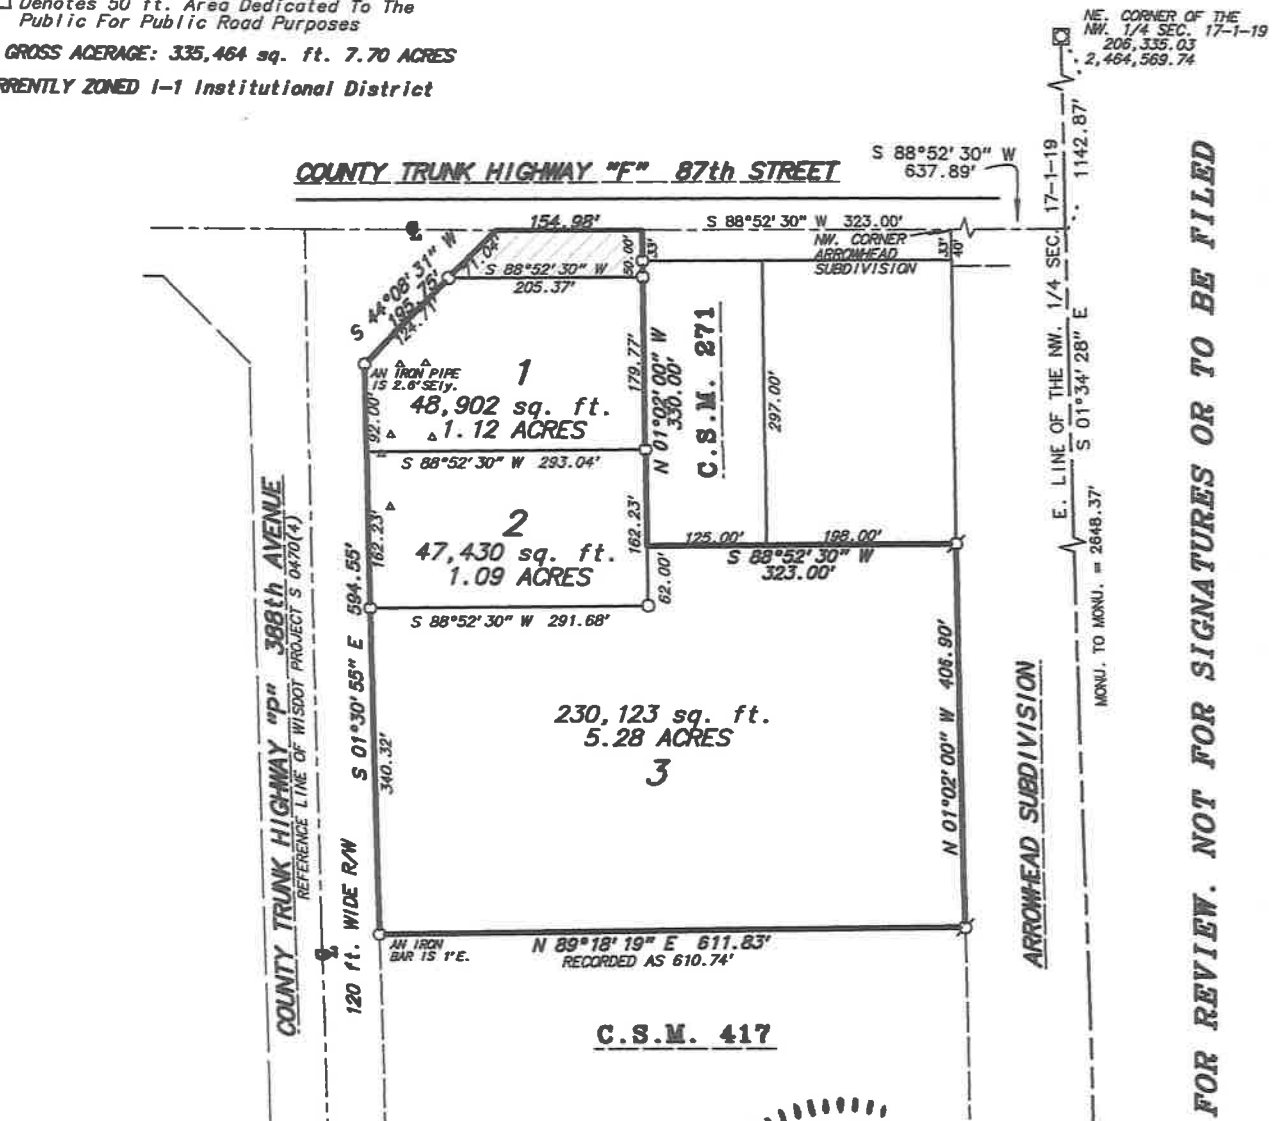 Denotes 50 ft. Area Dedicated To The
Public For Public Road Purposes
GROSS ACERAGE: 335,464 sq. ft. 7.70 ACRES
RRENTLY ZONED I-1 Institutional District
NE. CORNER OF THE
NW. 1/4 SEC. 17-1-19
206,335.03
2,464,569.74
COUNTY TRUNK HIGHWAY "F" 87th STREET
S 88°52'30" W
637.89'
154.98'
S 88°52'30" W 323.00'
NW. CORNER
ARROWHEAD
SUBDIVISION
33'
40'
33'
50.00'
S 44°08'31" W
195.75'
71.04'
124.71'
S 88°52'30" W
205.37'
AN IRON PIPE
IS 2.6'SEly.
1
48,902 sq. ft.
1.12 ACRES
92.00'
179.77'
N 01°02'00" W
330.00'
C.S.M. 271
297.00'
S 88°52'30" W 293.04'
2
47,430 sq. ft.
1.09 ACRES
162.23'
162.23'
62.00'
125.00'
198.00'
S 88°52'30" W
323.00'
S 88°52'30" W 291.68'
230,123 sq. ft.
5.28 ACRES
3
340.32'
S 01°30'55" E 594.55'
120 ft. WIDE R/W
COUNTY TRUNK HIGHWAY "P" 388th AVENUE
REFERENCE LINE OF WISDOT PROJECT S 0470(4)
N 01°02'00" W 406.90'
AN IRON
BAR IS 1'E.
N 89°18'19" E 611.83'
RECORDED AS 610.74'
C.S.M. 417
ARROWHEAD SUBDIVISION
E. LINE OF THE NW. 1/4 SEC. 17-1-19
S 01°34'28" E 1142.87'
MONU. TO MONU. = 2648.37'
FOR REVIEW. NOT FOR SIGNATURES OR TO BE FILED